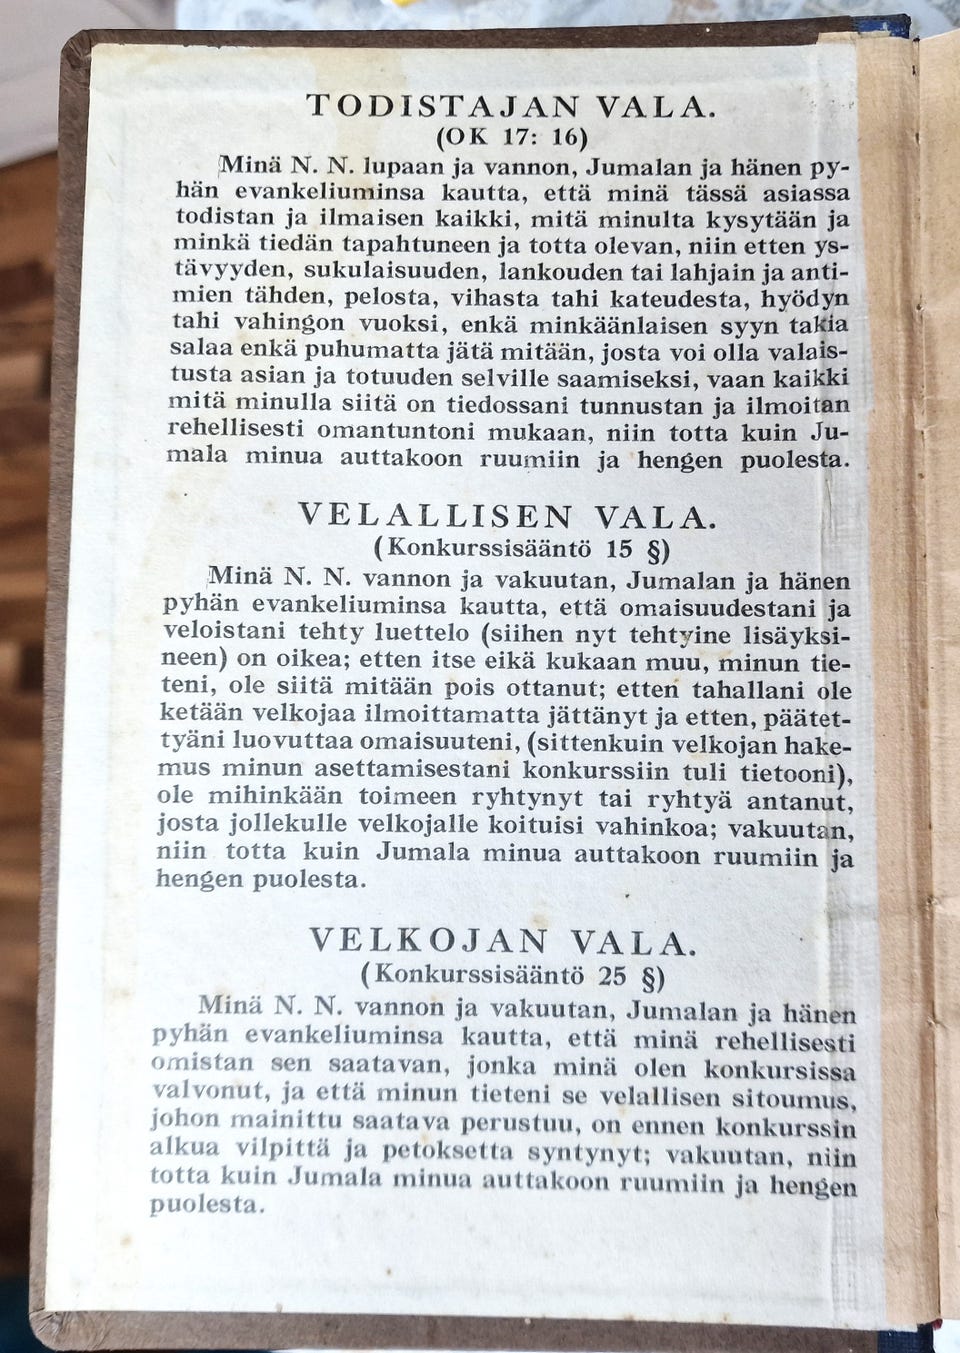 TODISTAJAN VALA.
(OK 17: 16)
Minä N. N. lupaan ja vannon, Jumalan ja hänen py-
hän evankeliuminsa kautta, että minä tässä asiassa
todistan ja ilmaisen kaikki, mitä minulta kysytään ja
minkä tiedän tapahtuneen ja totta olevan, niin etten ys-
tävyyden, sukulaisuuden, lankouden tai lahjain ja anti-
mien tähden, pelosta, vihasta tahi kateudesta, hyödyn
tahi vahingon vuoksi, enkä minkäänlaisen syyn takia
salaa enkä puhumatta jätä mitään, josta voi olla valais-
tusta asian ja totuuden selville saamiseksi, vaan kaikki
mitä minulla siitä on tiedossani tunnustan ja ilmoitan
rehellisesti omantuntoni mukaan, niin totta kuin Ju-
mala minua auttakoon ruumiin ja hengen puolesta.
VELALLISEN VALA.
(Konkurssisääntö 15 §)
Minä N. N. vannon ja vakuutan, Jumalan ja hänen
pyhän evankeliuminsa kautta, että omaisuudestani ja
veloistani tehty luettelo (siihen nyt tehtyine lisäyksi-
neen) on oikea; etten itse eikä kukaan muu, minun tie-
teni, ole siitä mitään pois ottanut; etten tahallani ole
ketään velkojaa ilmoittamatta jättänyt ja etten, päätet-
tyäni luovuttaa omaisuuteni, (sittenkuin velkojan hake-
mus minun asettamisestani konkurssiin tuli tietooni),
ole mihinkään toimeen ryhtynyt tai ryhtyä antanut,
josta jollekulle velkojalle koituisi vahinkoa; vakuutan,
niin totta kuin Jumala minua auttakoon ruumiin ja
hengen puolesta.
VELKOJAN VALA.
(Konkurssisääntö 25 §)
Minä N. N. vannon ja vakuutan, Jumalan ja hänen
pyhän evankeliuminsa kautta, että minä rehellisesti
omistan sen saatavan, jonka minä olen konkursissa
valvonut, ja että minun tieteni se velallisen sitoumus,
johon mainittu saatava perustuu, on ennen konkurssin
alkua vilpittä ja petoksetta syntynyt; vakuutan, niin
totta kuin Jumala minua auttakoon ruumiin ja hengen
puolesta.